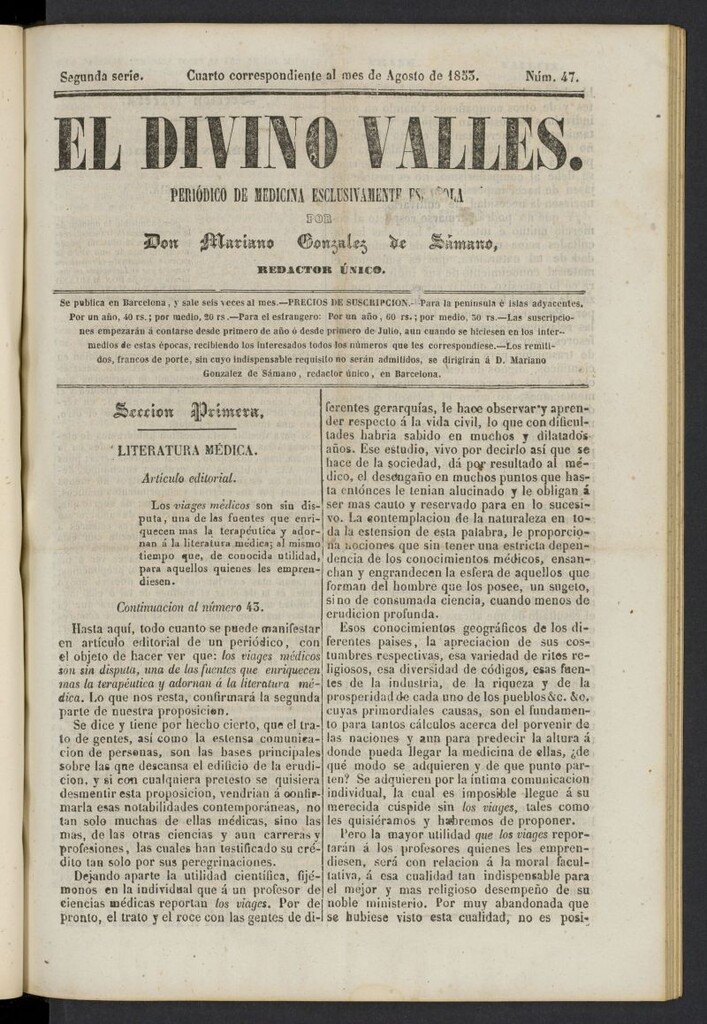 Segunda serie. Cuarto correspondiente al mes de Agosto de 1853. Núm. 47.
EL DIVINO VALLES.
PERIÓDICO DE MEDICINA ESCLUSIVAMENTE
POR
Don Mariano Gonzalez de Sámano,
REDACTOR ÚNICO.
Se publica en Barcelona, y sale seis veces al mes.—PRECIOS DE SUSCRIPCION.—Para la península é islas adyacentes.
Por un año, 40 rs.; por medio, 20 rs.—Para el estrangero: Por un año, 60 rs.; por medio, 30 rs.—Las suscripcio-
nes empezarán á contarse desde primero de año ó desde primero de Julio, aun cuando se hiciesen en los inter-
medios de estas épocas, recibiendo los interesados todos los números que les correspondiese.—Los remiti-
dos, francos de porte, sin cuyo indispensable requisito no serán admitidos, se dirigirán á D. Mariano
Gonzalez de Sámano, redactor único, en Barcelona.
Seccion Primera,
LITERATURA MÉDICA.
Articulo editorial.
Los viages médicos son sin dis-
puta, una de las fuentes que enri-
quecen mas la terapéutica y ador-
nan á la literatura médica; al mismo
tiempo que, de conocida utilidad,
para aquellos quienes les empren-
diesen.
Continuacion al número 43.
Hasta aquí, todo cuanto se puede manifestar
en artículo editorial de un periódico, con
el objeto de hacer ver que: los viages médicos
son sin disputa, una de las fuentes que enriquecen
mas la terapéutica y adornan á la literatura mé-
dica. Lo que nos resta, confirmará la segunda
parte de nuestra proposicion.
Se dice y tiene por hecho cierto, que el tra-
to de gentes, así como la estensa comunica-
cion de personas, son las bases principales
sobre las que descansa el edificio de la erudi-
cion, y si con cualquiera pretesto se quisiera
desmentir esta proposicion, vendrian á confir-
marla esas notabilidades contemporáneas, no
tan solo muchas de ellas médicas, sino las
mas, de las otras ciencias y aun carreras y
profesiones, las cuales han testificado su cré-
dito tan solo por sus peregrinaciones.
Dejando aparte la utilidad científica, fijé-
monos en la individual que á un profesor de
ciencias médicas reportan los viages. Por de
pronto, el trato y el roce con las gentes de di-
ferentes gerarquías, le hace observar y apren-
der respecto á la vida civil, lo que con dificul-
tades habria sabido en muchos y dilatados
años. Ese estudio, vivo por decirlo así que se
hace de la sociedad, dá por resultado al mé-
dico, el desengaño en muchos puntos que has-
ta entónces le tenian alucinado y le obligan á
ser mas cauto y reservado para en lo sucesi-
vo. La contemplacion de la naturaleza en to-
da la estension de esta palabra, le proporcio-
na nociones que sin tener una estricta depen-
dencia de los conocimientos médicos, ensan-
chan y engrandecen la esfera de aquellos que
forman del hombre que los posee, un sugeto,
sino de consumada ciencia, cuando menos de
erudicion profunda.
Esos conocimientos geográficos de los di-
ferentes paises, la apreciacion de sus cos-
tumbres respectivas, esa variedad de ritos re-
ligiosos, esa diversidad de códigos, esas fuen-
tes de la industria, de la riqueza y de la
prosperidad de cada uno de los pueblos &c. &c.
cuyas primordiales causas, son el fundamen-
to para tantos cálculos acerca del porvenir de
las naciones y aun para predecir la altura á
donde pueda llegar la medicina de ellas, ¿de
qué modo se adquieren y de que punto par-
ten? Se adquieren por la íntima comunicacion
individual, la cual es imposible llegue á su
merecida cúspide sin los viages, tales como
les quisiéramos y habremos de proponer.
Pero la mayor utilidad que los viages repor-
tarán á los profesores quienes les empren-
diesen, será con relacion á la moral facul-
tativa, á esa cualidad tan indispensable para
el mejor y mas religioso desempeño de su
noble ministerio. Por muy abandonada que
se hubiese visto esta cualidad, no es posi-